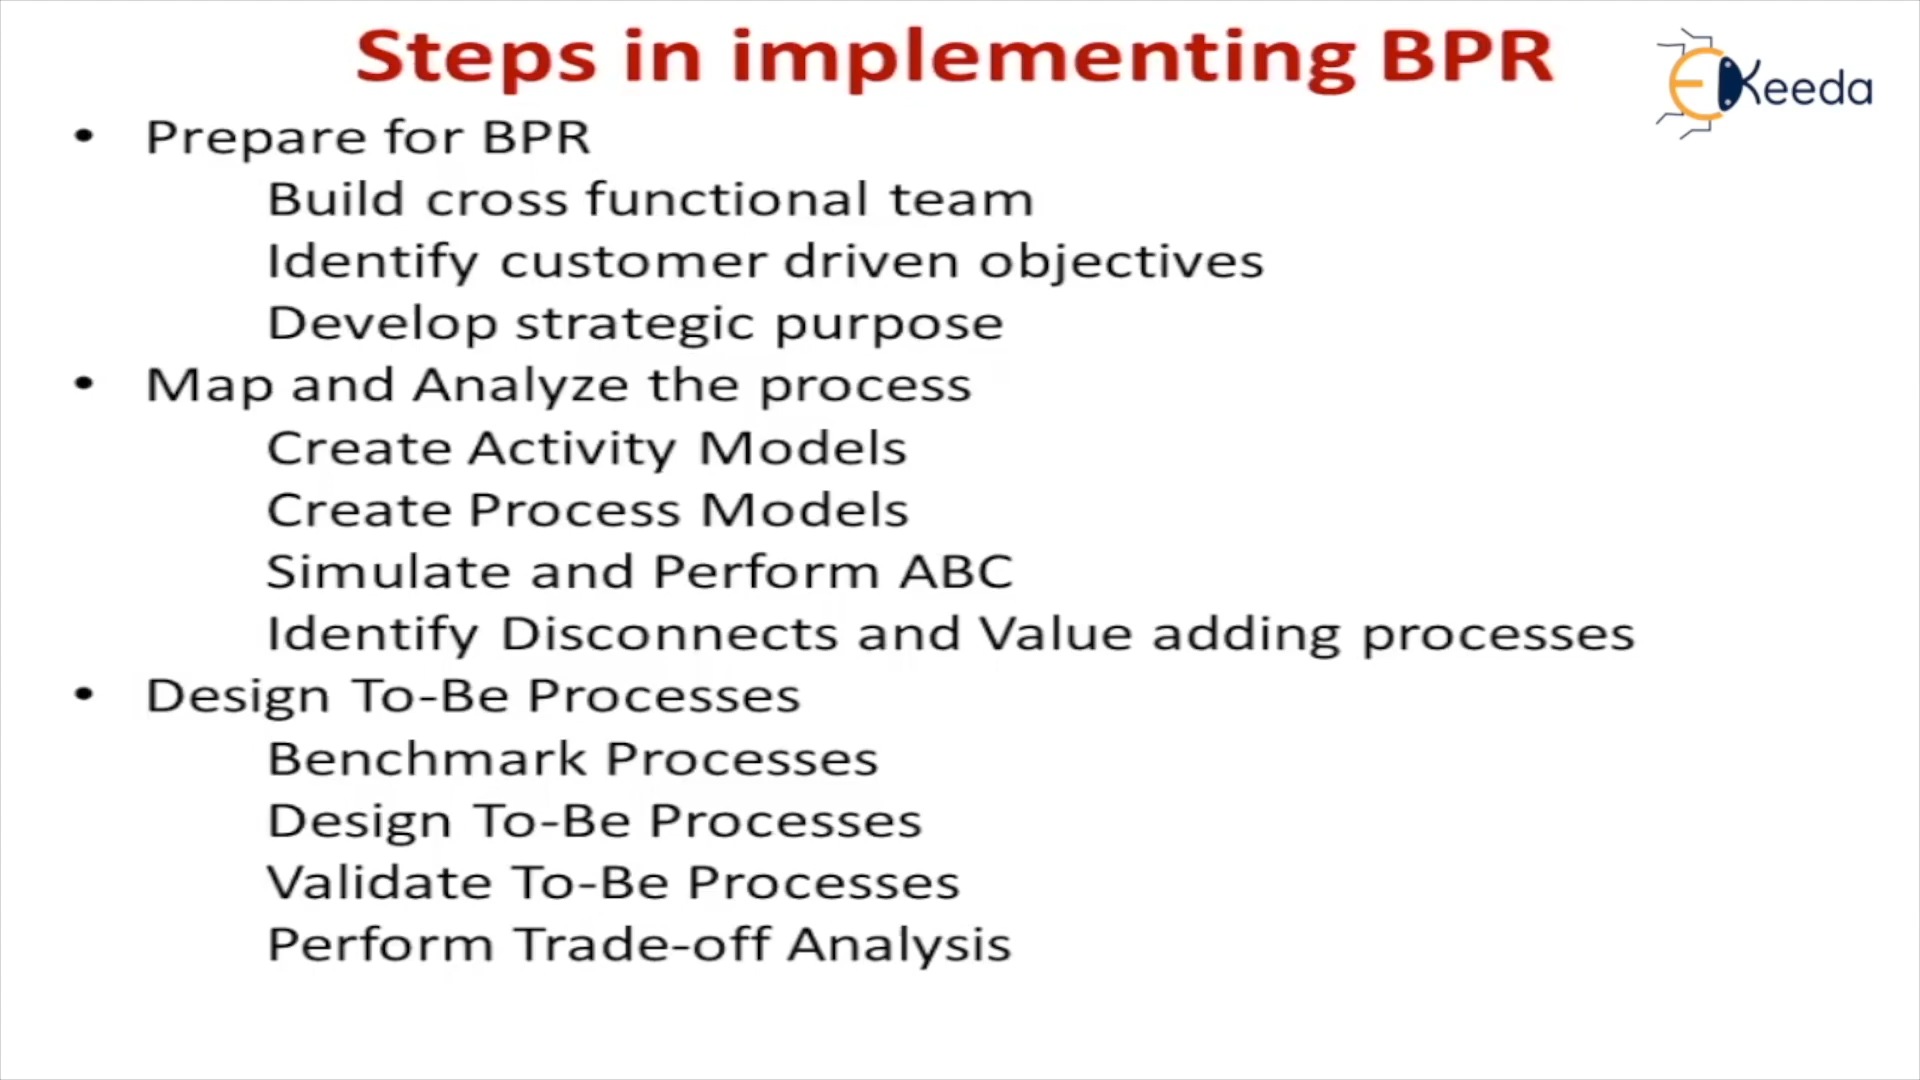 Steps in implementing BPR
EKeeda
• Prepare for BPR
Build cross functional team
Identify customer driven objectives
Develop strategic purpose
• Map and Analyze the process
Create Activity Models
Create Process Models
Simulate and Perform ABC
Identify Disconnects and Value adding processes
• Design To-Be Processes
Benchmark Processes
Design To-Be Processes
Validate To-Be Processes
Perform Trade-off Analysis